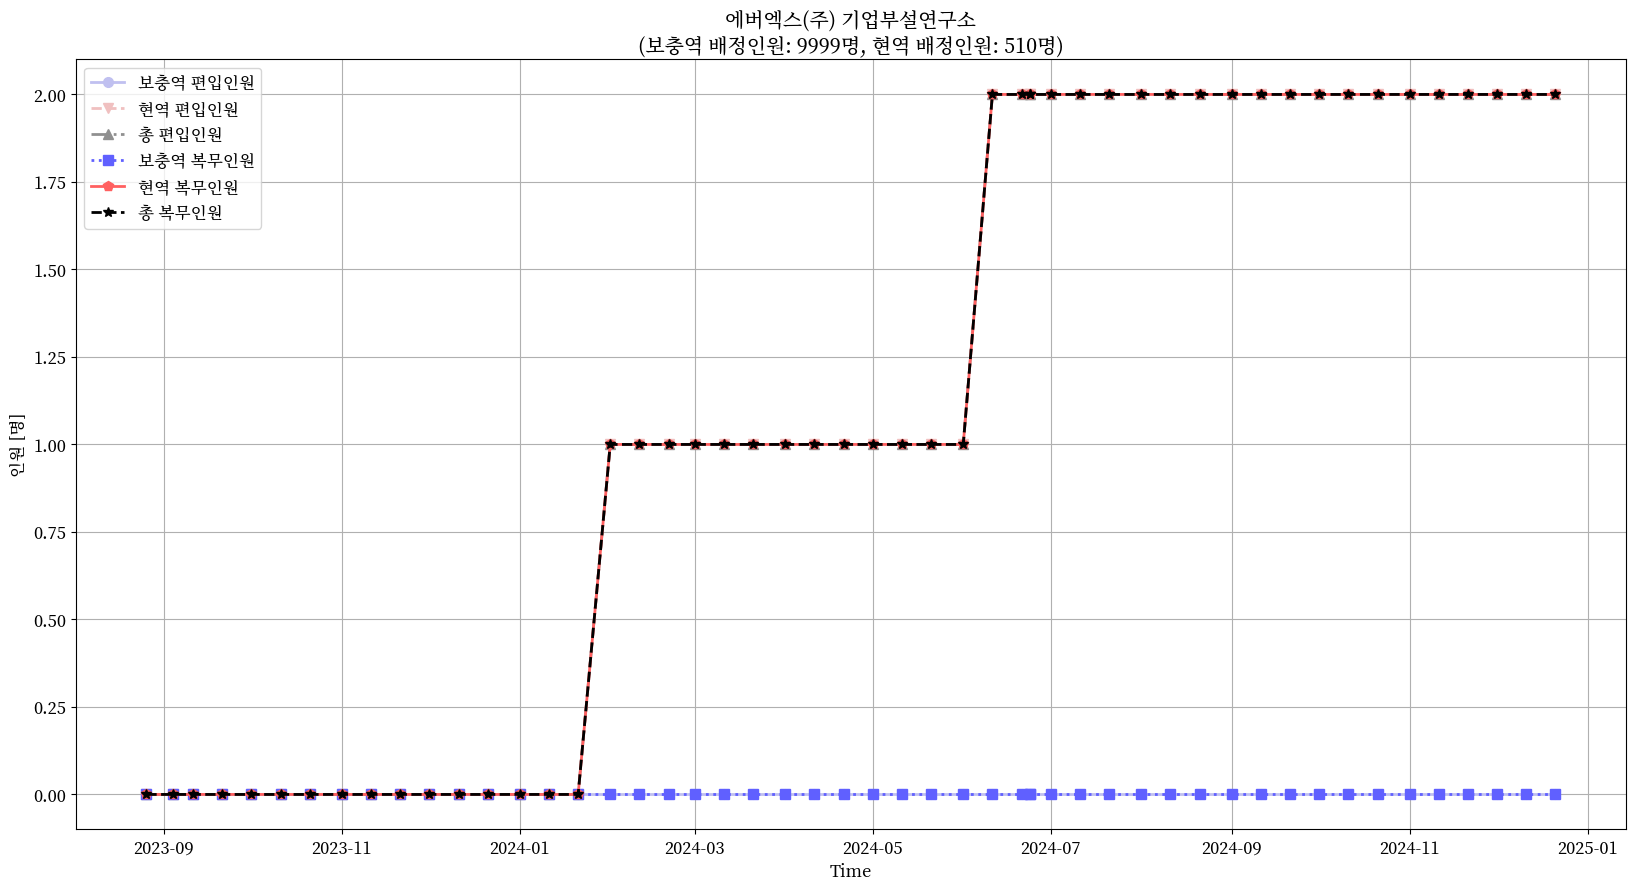 에버엑스(주) 기업부설연구소
(보충역 배정인원: 9999명, 현역 배정인원: 510명)
보충역 편입인원
현역 편입인원
총 편입인원
보충역 복무인원
현역 복무인원
총 복무인원
인원 [명]
2.00
1.75
1.50
1.25
1.00
0.75
0.50
0.25
0.00
2023-09
2023-11
2024-01
2024-03
2024-05
2024-07
2024-09
2024-11
2025-01
Time